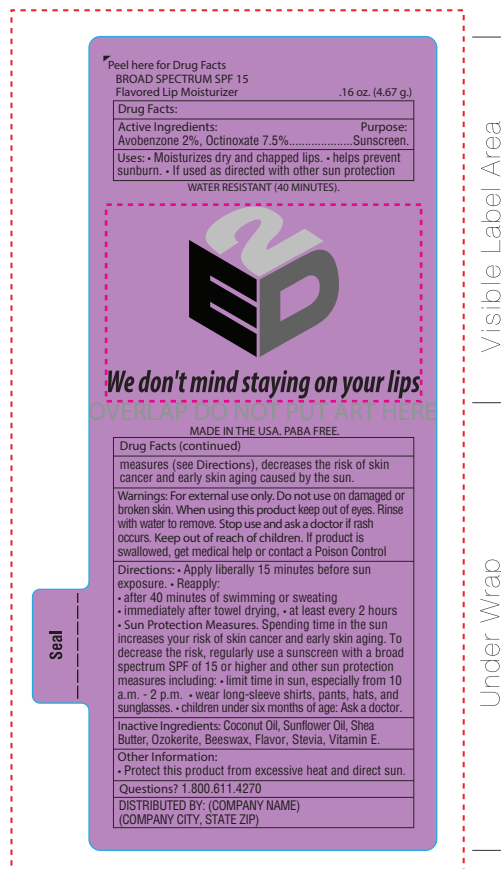 Peel here for Drug Facts
BROAD SPECTRUM SPF 15
Flavored Lip Moisturizer .16 oz. (4.67 g.)
Drug Facts:
Active Ingredients: Purpose:
Avobenzone 2%, Octinoxate 7.5%....................Sunscreen.
Uses: • Moisturizes dry and chapped lips. • helps prevent
sunburn. • If used as directed with other sun protection
WATER RESISTANT (40 MINUTES).
E2D
We don't mind staying on your lips
OVERLAP DO NOT PUT ART HERE
MADE IN THE USA. PABA FREE.
Drug Facts (continued)
measures (see Directions), decreases the risk of skin
cancer and early skin aging caused by the sun.
Warnings: For external use only. Do not use on damaged or
broken skin. When using this product keep out of eyes. Rinse
with water to remove. Stop use and ask a doctor if rash
occurs. Keep out of reach of children. If product is
swallowed, get medical help or contact a Poison Control
Directions: • Apply liberally 15 minutes before sun
exposure. • Reapply:
• after 40 minutes of swimming or sweating
• immediately after towel drying, • at least every 2 hours
• Sun Protection Measures. Spending time in the sun
increases your risk of skin cancer and early skin aging. To
decrease the risk, regularly use a sunscreen with a broad
spectrum SPF of 15 or higher and other sun protection
measures including: • limit time in sun, especially from 10
a.m. - 2 p.m. • wear long-sleeve shirts, pants, hats, and
sunglasses. • children under six months of age: Ask a doctor.
Inactive Ingredients: Coconut Oil, Sunflower Oil, Shea
Butter, Ozokerite, Beeswax, Flavor, Stevia, Vitamin E.
Other Information:
• Protect this product from excessive heat and direct sun.
Questions? 1.800.611.4270
DISTRIBUTED BY: (COMPANY NAME)
(COMPANY CITY, STATE ZIP)
Seal
Visible Label Area
Under Wrap